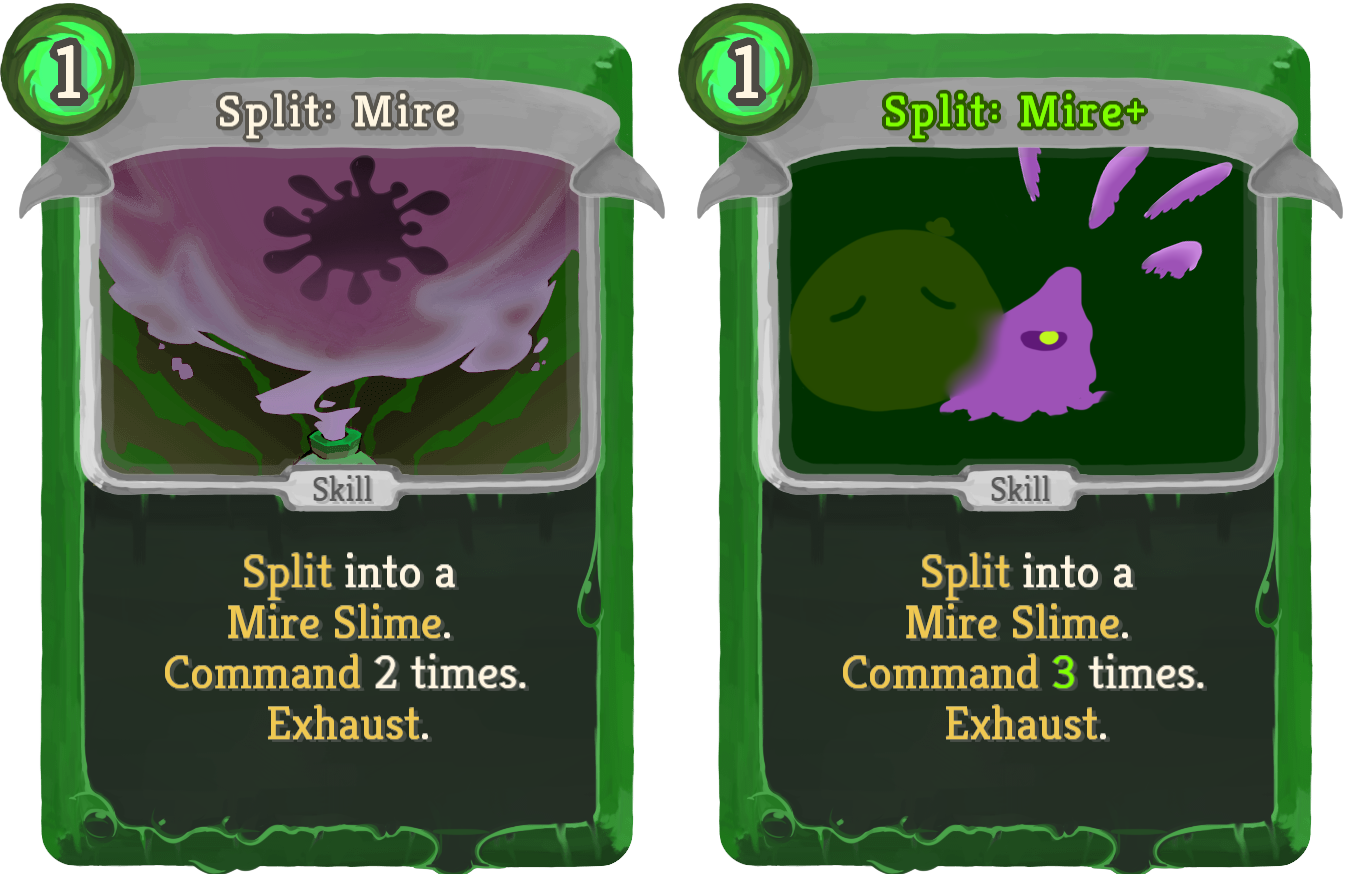 1
Split: Mire
Skill
Split into a
Mire Slime.
Command 2 times.
Exhaust.
1
Split: Mire+
Skill
Split into a
Mire Slime.
Command 3 times.
Exhaust.